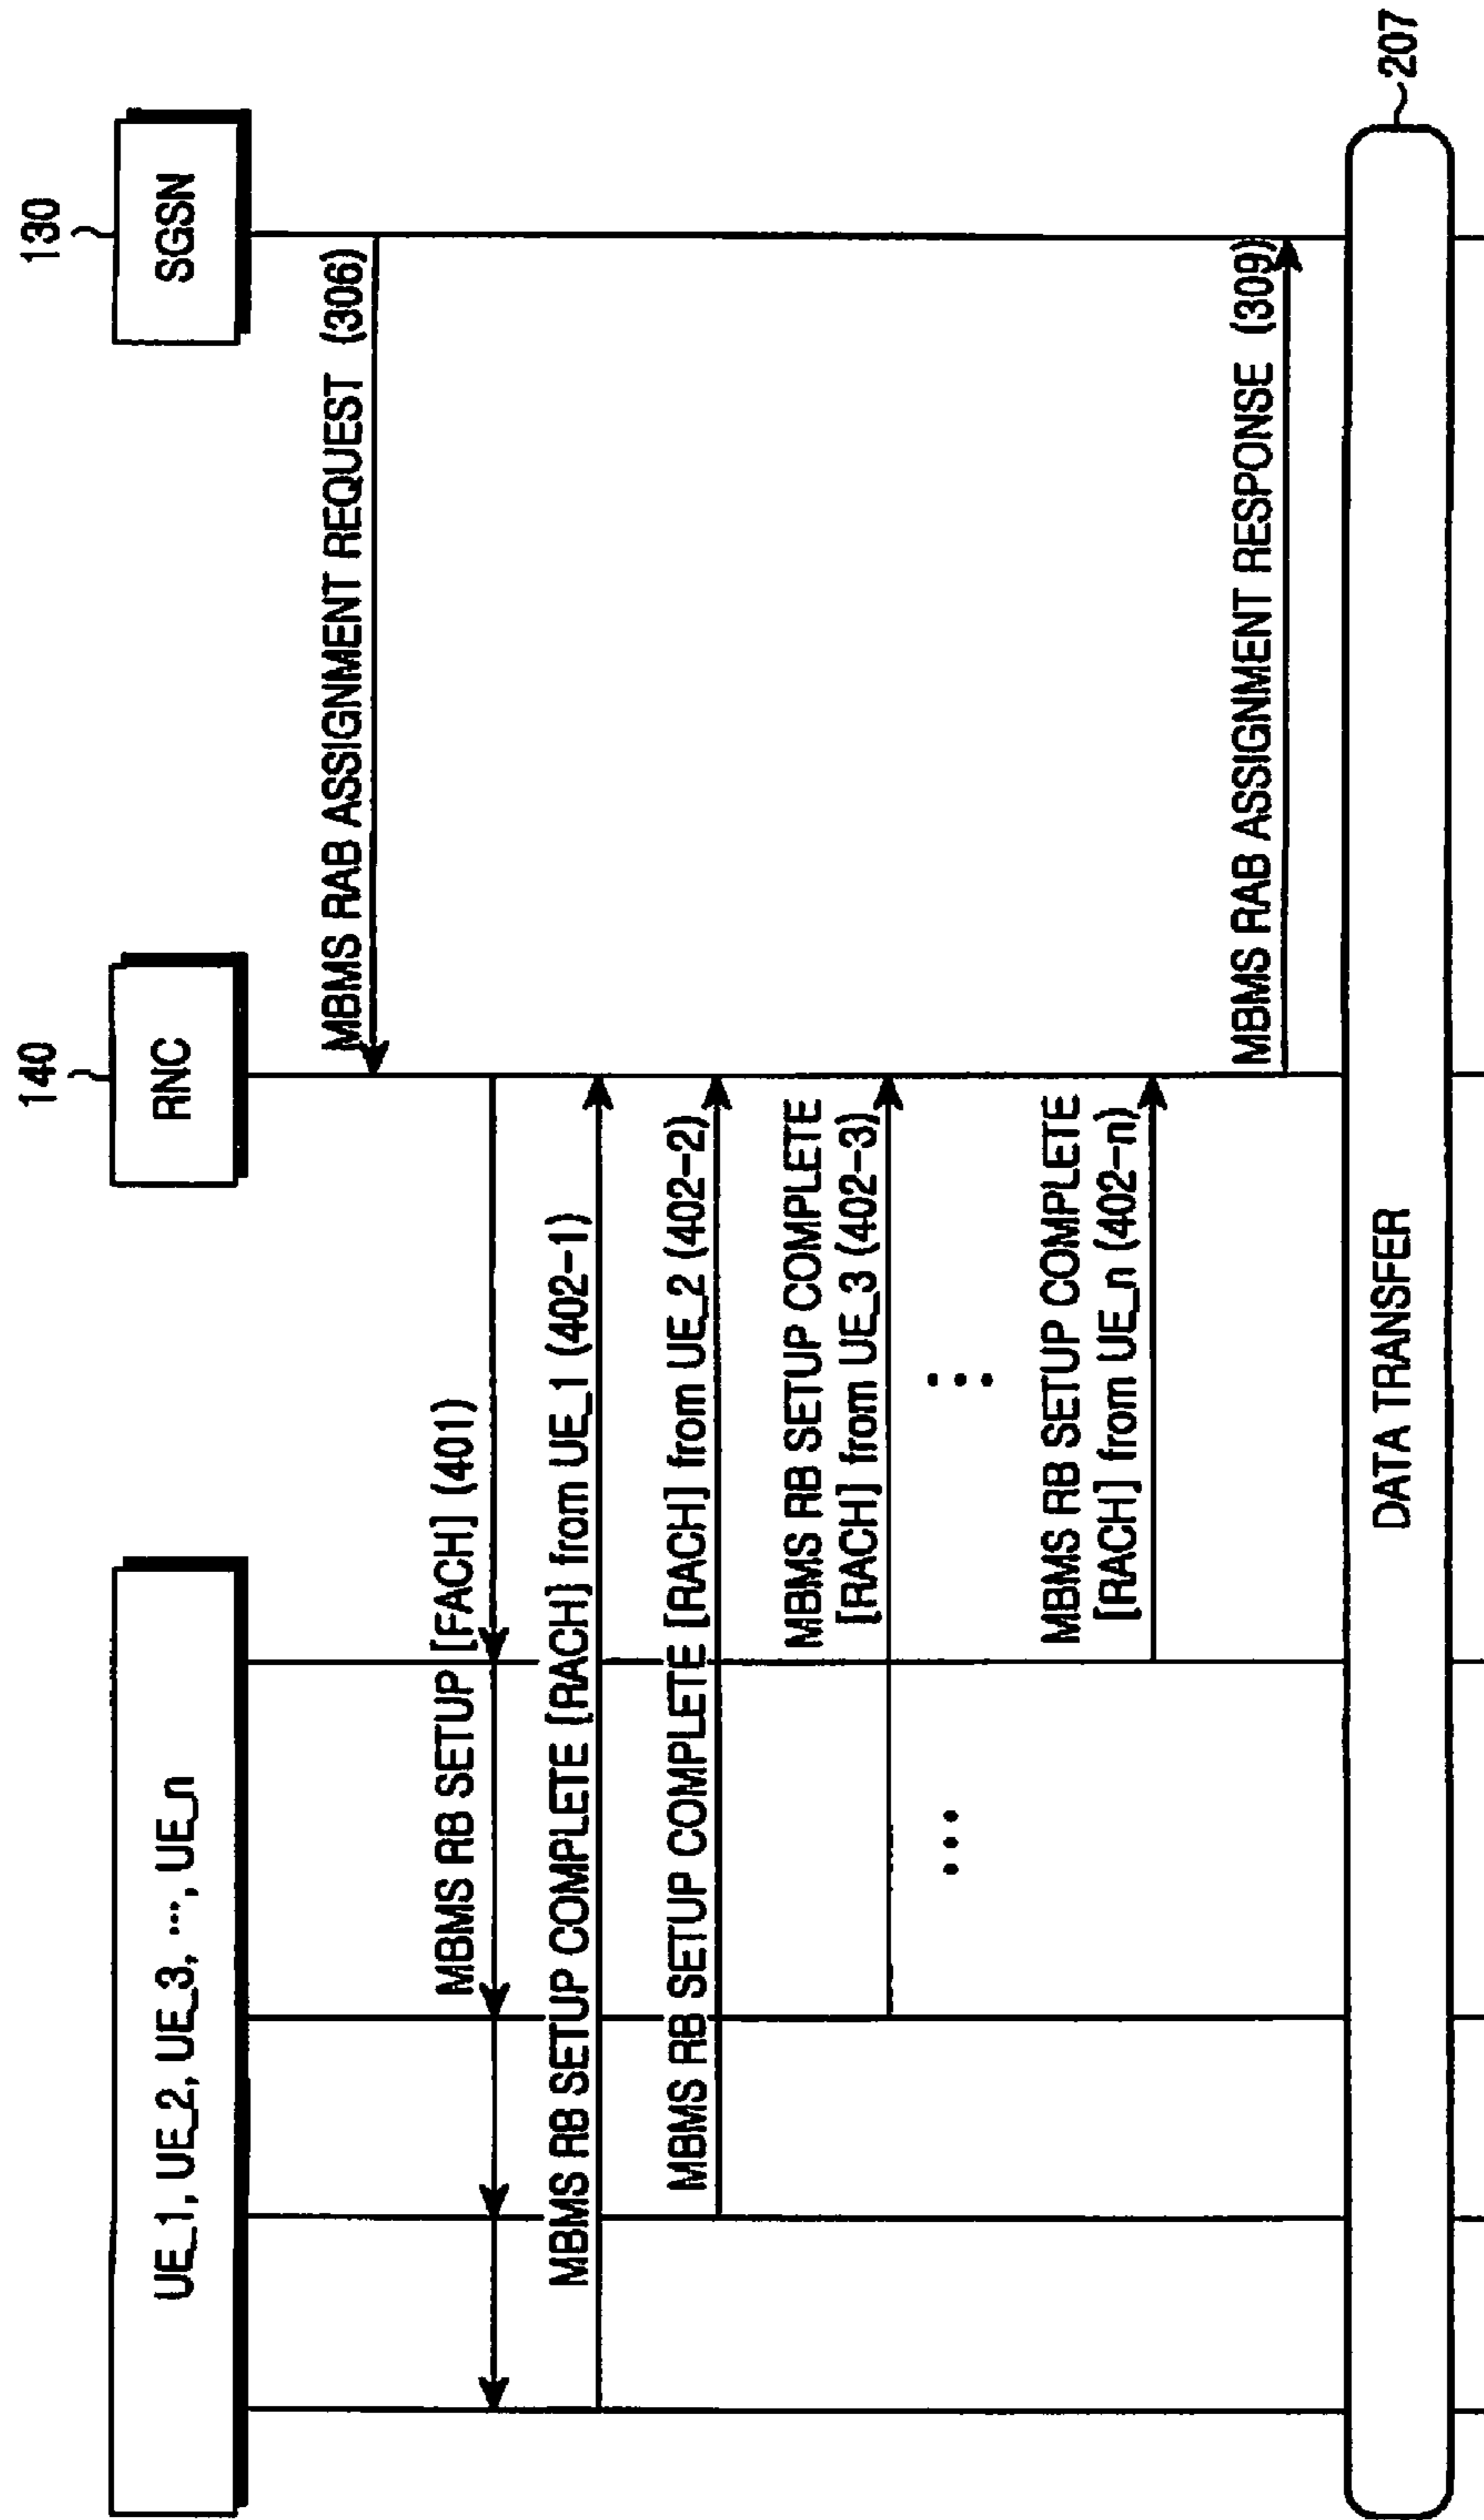 UE_1, UE_2, UE_3, ..., UE_n
140
RNC
130
SGSN
MBMS RAB ASSIGNMENT REQUEST (306)
MBMS RB SETUP [FACH] (401)
MBMS RB SETUP COMPLETE [RACH] from UE_1 (402-1)
MBMS RB SETUP COMPLETE [RACH] from UE_2 (402-2)
MBMS RB SETUP COMPLETE
[RACH] from UE_3 (402-3)
MBMS RB SETUP COMPLETE
[RACH] from UE_n (402-n)
MBMS RAB ASSIGNMENT RESPONSE (309)
DATA TRANSFER
207